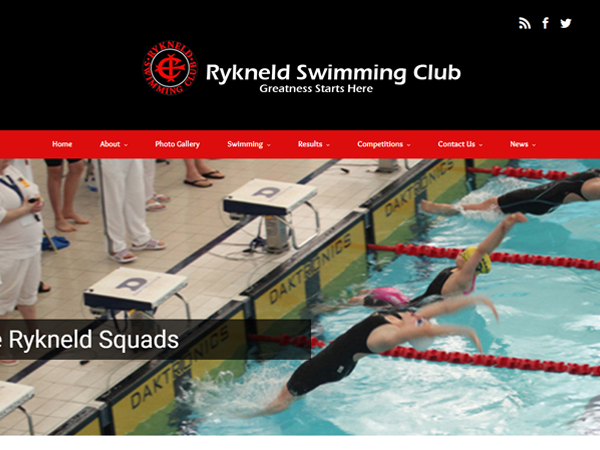 RYKNELD
SWIMMING CLUB
Rykneld Swimming Club
Greatness Starts Here
Home About Photo Gallery Swimming Results Competitions Contact Us News
DAKTRONICS
DAKTRONICS
DAKTRONICS
e Rykneld Squads